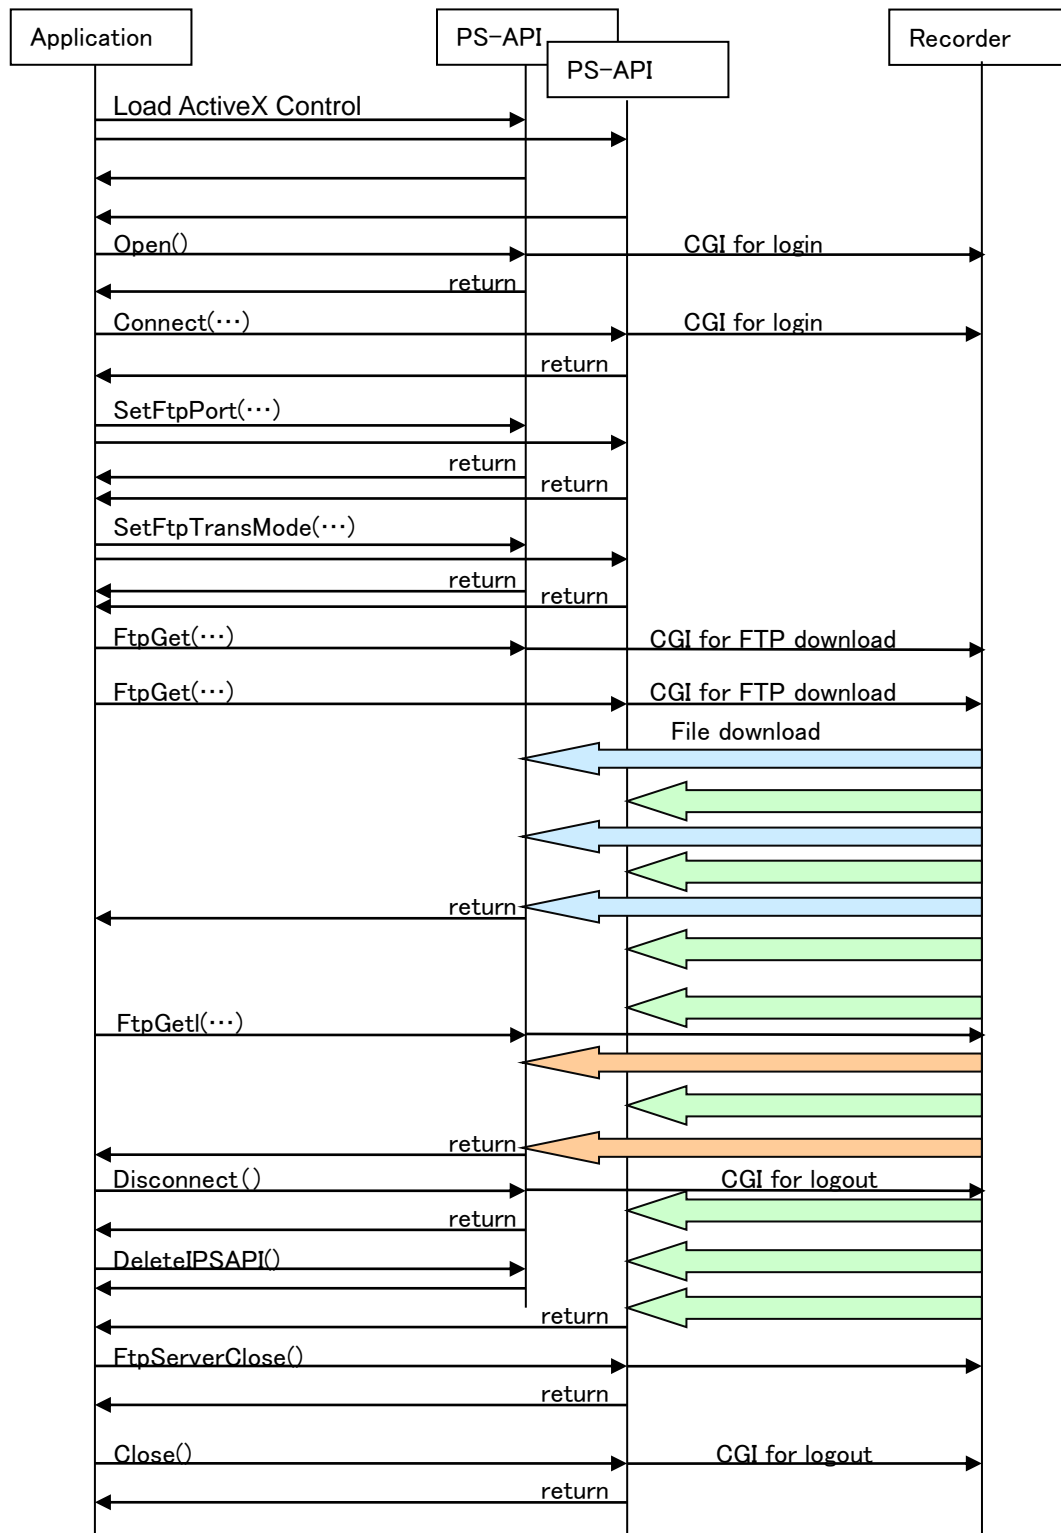 Application
PS-API
PS-API
Recorder
Load ActiveX Control
Open()
CGI for login
return
Connect(···)
CGI for login
return
SetFtpPort(···)
return
return
SetFtpTransMode(···)
return
return
FtpGet(···)
CGI for FTP download
FtpGet(···)
CGI for FTP download
File download
return
FtpGetl(···)
return
Disconnect()
CGI for logout
return
DeleteIPSAPI()
return
FtpServerClose()
return
Close()
CGI for logout
return